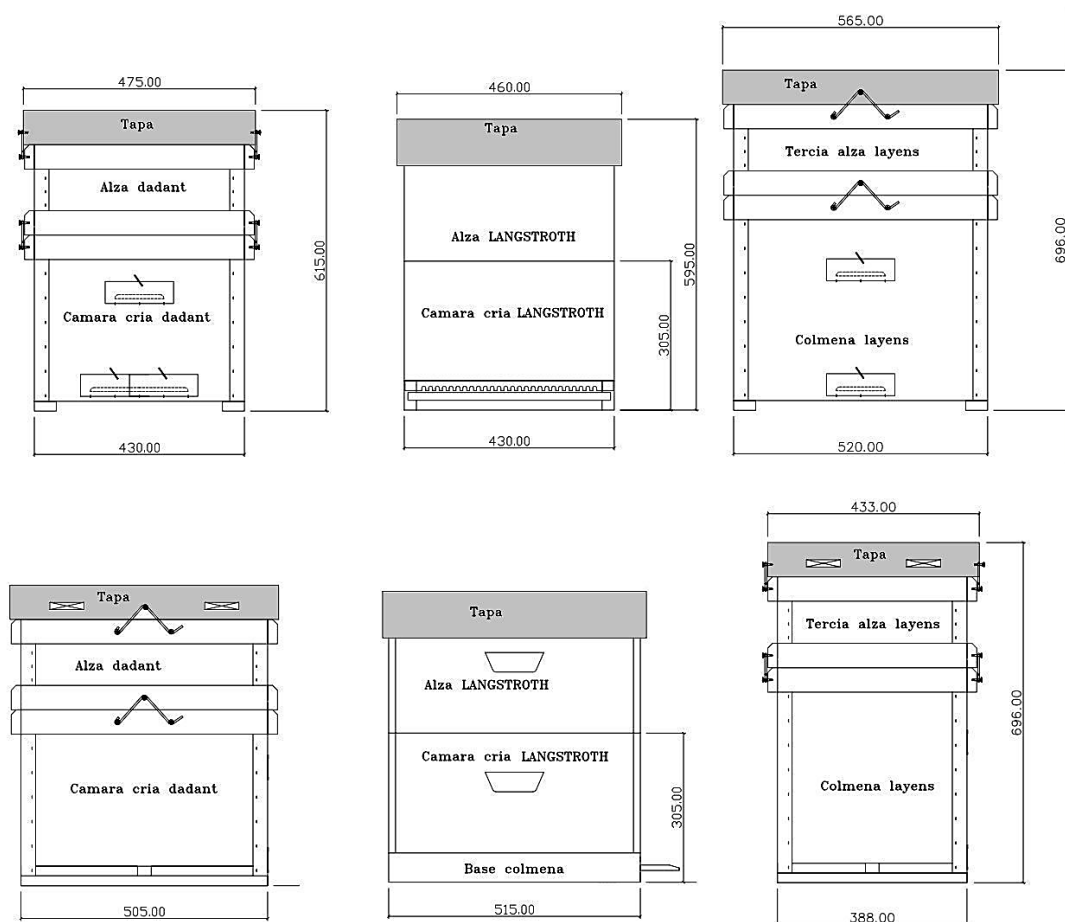 475.00
Tapa
Alza dadant
Camara cria dadant
615.00
430.00
460.00
Tapa
Alza LANGSTROTH
Camara cria LANGSTROTH
305.00
595.00
430.00
565.00
Tapa
Tercia alza layens
Colmena layens
696.00
520.00
Tapa
Alza dadant
Camara cria dadant
505.00
Tapa
Alza LANGSTROTH
Camara cria LANGSTROTH
305.00
Base colmena
515.00
433.00
Tapa
Tercia alza layens
Colmena layens
696.00
388.00